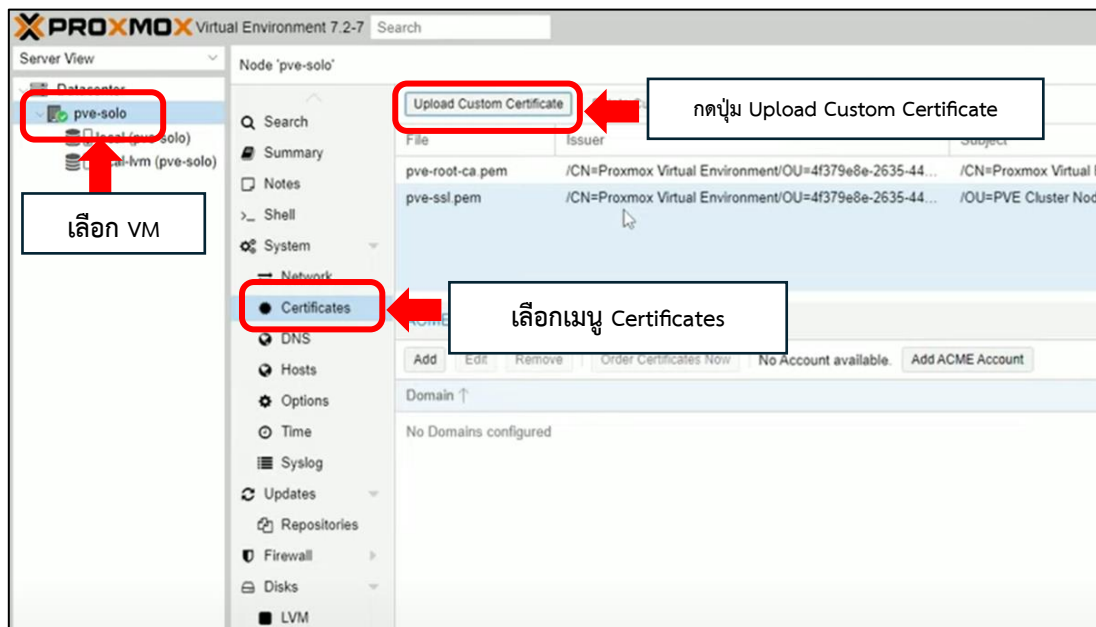 PROXMOX Virtual Environment 7.2-7 Search
Server View
Node 'pve-solo'
Datacenter
pve-solo
local (pve-solo)
(pve-solo)
เลือก VM
Search
Summary
Notes
>_ Shell
System
Network
Certificates
DNS
Hosts
Options
Time
Syslog
Updates
Repositories
Firewall
Disks
LVM
Upload Custom Certificate
กดปุ่ม Upload Custom Certificate
File Issuer Subject
pve-root-ca.pem /CN=Proxmox Virtual Environment/OU=4f379e8e-2635-44... /CN=Proxmox Virtual
pve-ssl.pem /CN=Proxmox Virtual Environment/OU=4f379e8e-2635-44... /OU=PVE Cluster Nod
เลือกเมนู Certificates
ACME
Add Edit Remove Order Certificates Now No Account available. Add ACME Account
Domain ↑
No Domains configured